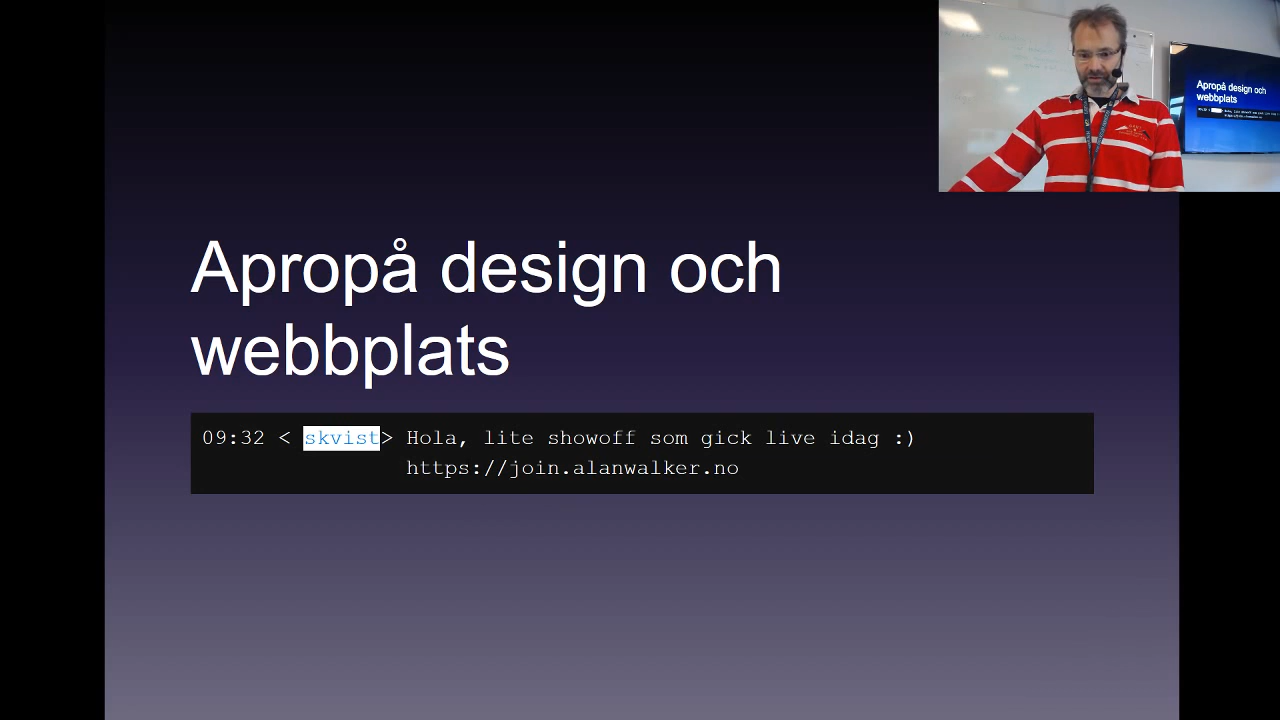 Apropå design och
webbplats
09:32 < skvist> Hola, lite showoff som gick live idag :)
https://join.alanwalker.no
Apropå design och
webbplats